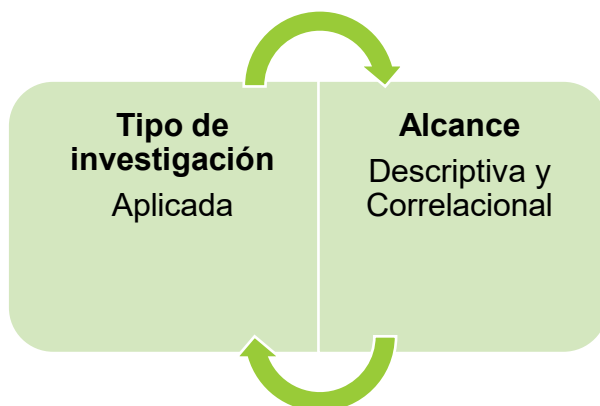 Tipo de
investigación
Aplicada
Alcance
Descriptiva y
Correlacional